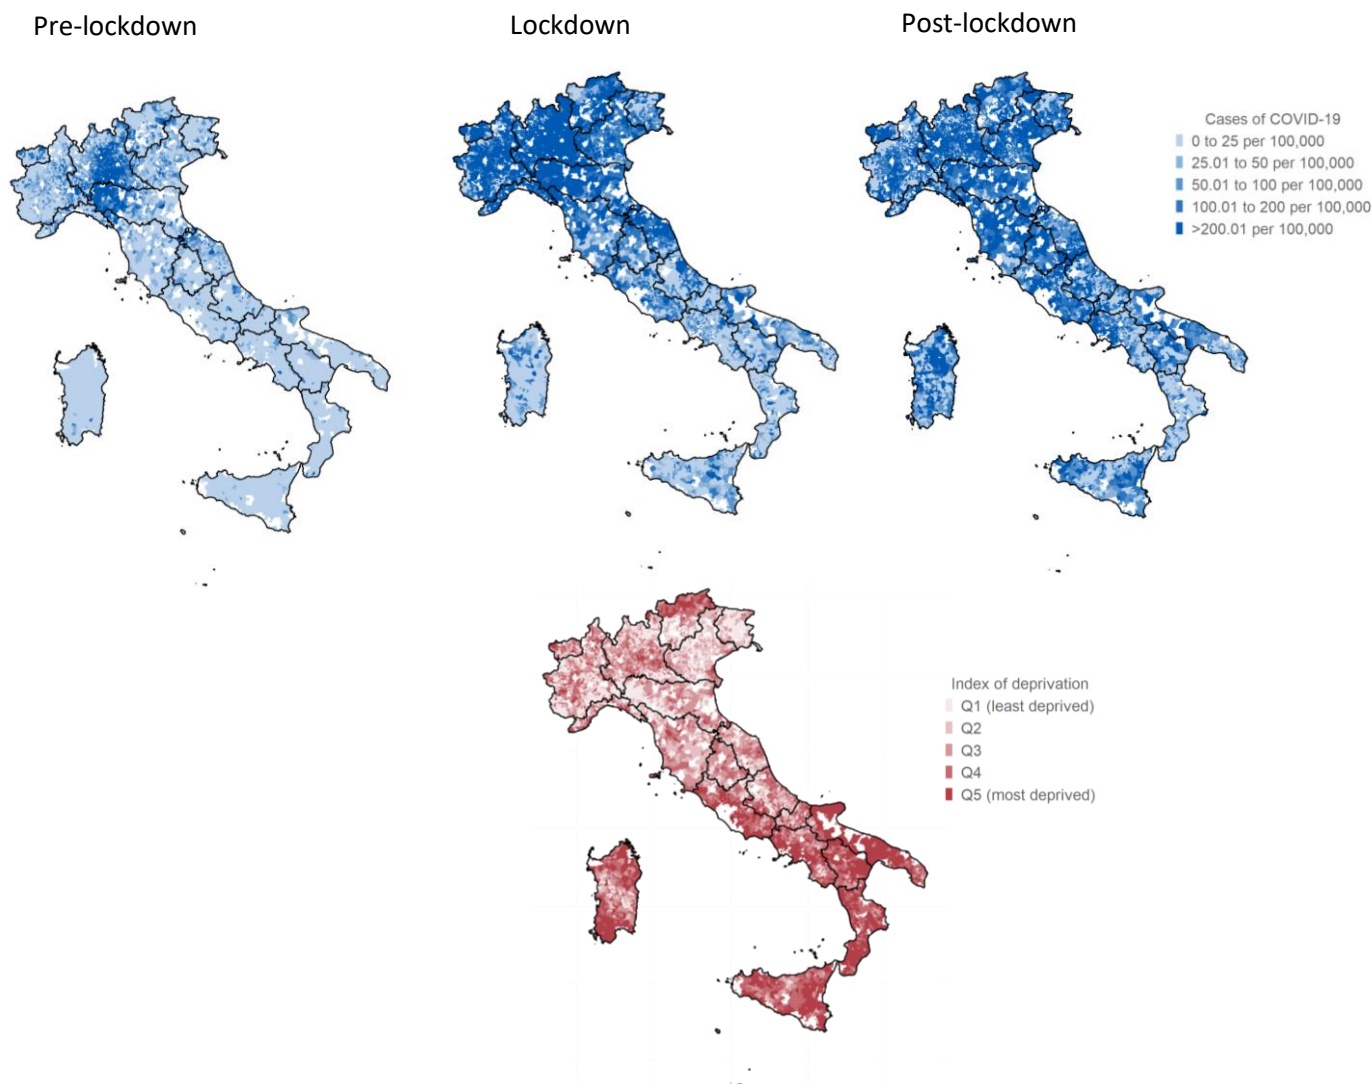 Pre-lockdown
Lockdown
Post-lockdown
Cases of COVID-19
0 to 25 per 100,000
25.01 to 50 per 100,000
50.01 to 100 per 100,000
100.01 to 200 per 100,000
>200.01 per 100,000
Index of deprivation
Q1 (least deprived)
Q2
Q3
Q4
Q5 (most deprived)